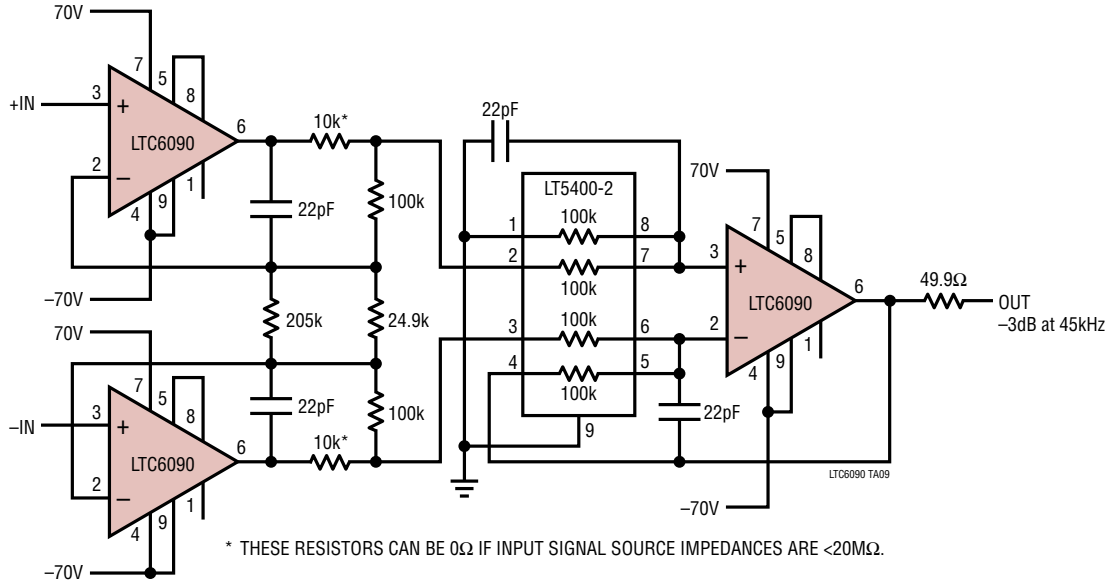 70V
7
5
8
+IN
3
+
LTC6090
6
2
–
1
4
9
–70V
10k*
22pF
100k
205k
24.9k
70V
7
5
8
–IN
3
+
LTC6090
6
2
–
1
4
9
–70V
22pF
10k*
100k
22pF
LT5400-2
1
100k
8
2
7
100k
3
100k
6
4
5
100k
9
22pF
70V
7
5
8
3
+
LTC6090
6
2
–
1
4
9
–70V
49.9Ω
OUT
–3dB at 45kHz
LTC6090 TA09
* THESE RESISTORS CAN BE 0Ω IF INPUT SIGNAL SOURCE IMPEDANCES ARE <20MΩ.